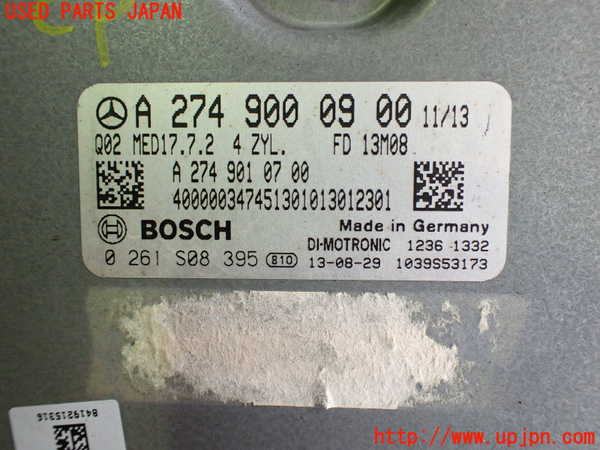 USED PARTS JAPAN
A 274 900 09 00 11/13
Q02 MED17.7.2 4 ZYL. FD 13M08
A 274 901 07 00
400000347451301013012301
BOSCH Made in Germany
DI-MOTRONIC 1236 1332
0 261 S08 395 810 13-08-29 1039S53173
8419215316
http://www.upjpn.com/